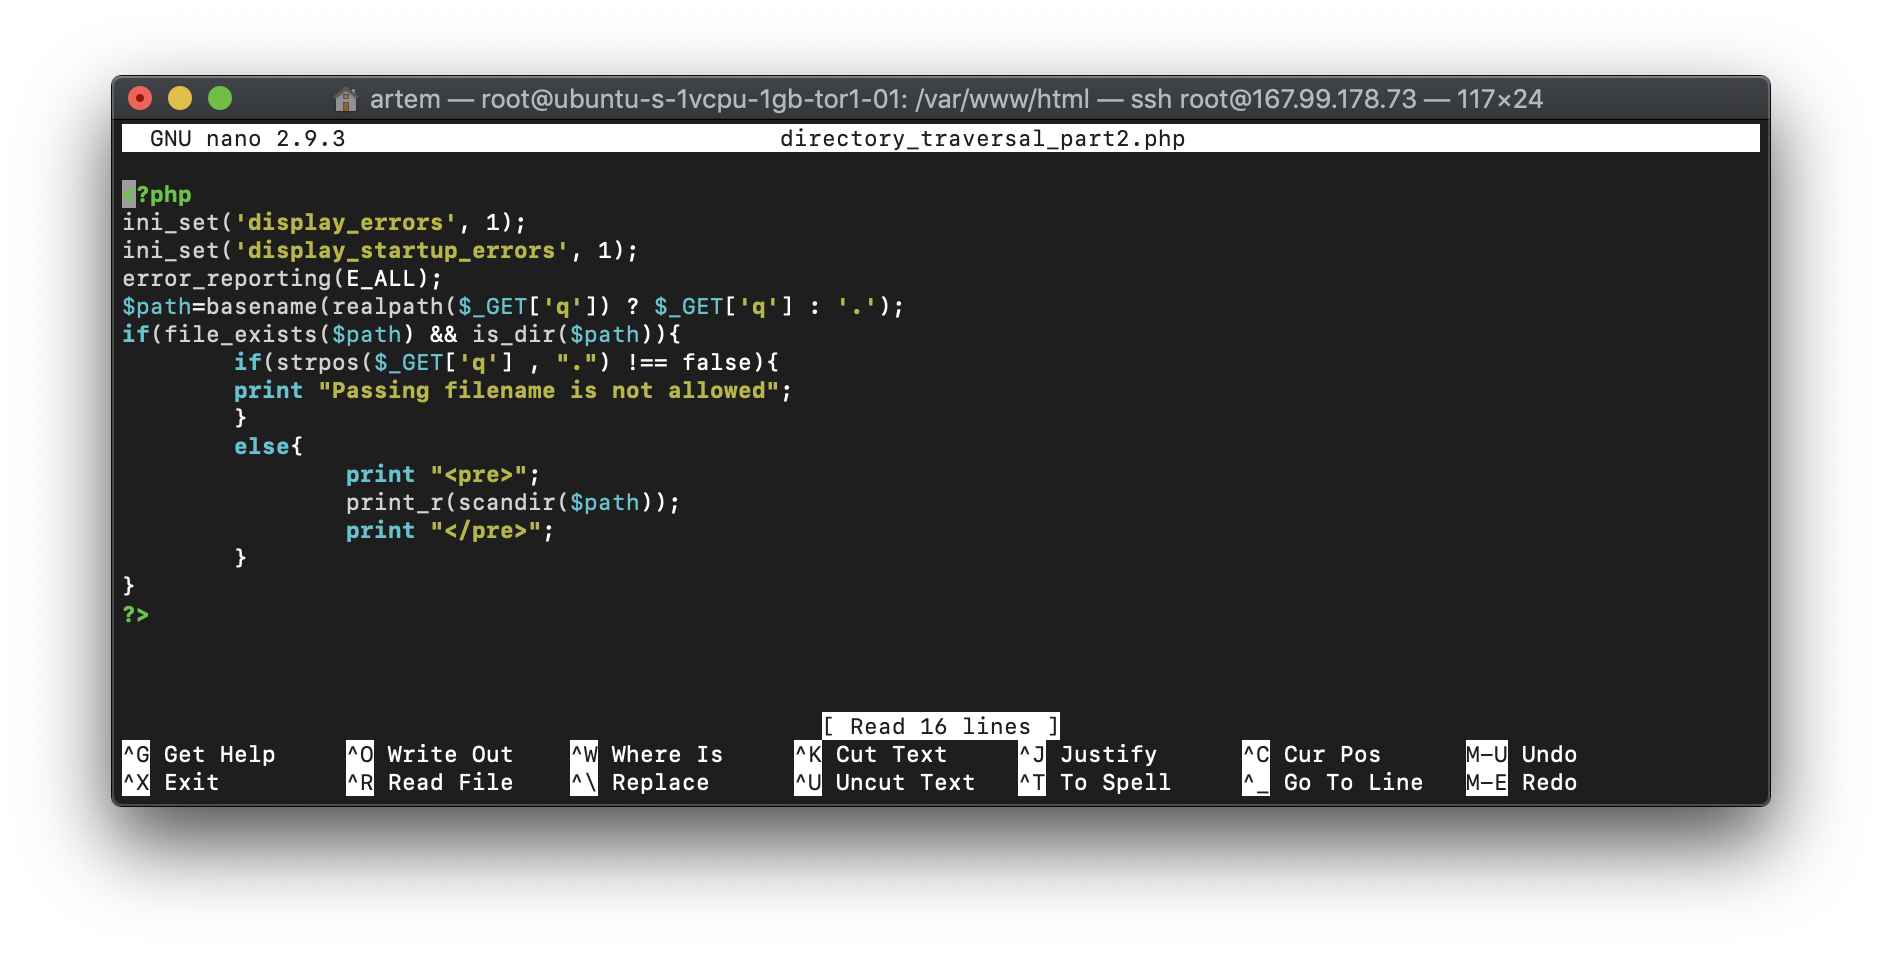 artem — root@ubuntu-s-1vcpu-1gb-tor1-01: /var/www/html — ssh root@167.99.178.73 — 117×24
GNU nano 2.9.3 directory_traversal_part2.php
<?php
ini_set('display_errors', 1);
ini_set('display_startup_errors', 1);
error_reporting(E_ALL);
$path=basename(realpath($_GET['q']) ? $_GET['q'] : '.');
if(file_exists($path) && is_dir($path)){
        if(strpos($_GET['q'] , ".") !== false){
        print "Passing filename is not allowed";
        }
        else{
                print "<pre>";
                print_r(scandir($path));
                print "</pre>";
        }
}
?>
[ Read 16 lines ]
^G Get Help ^O Write Out ^W Where Is ^K Cut Text ^J Justify ^C Cur Pos M-U Undo
^X Exit ^R Read File ^\ Replace ^U Uncut Text ^T To Spell ^_ Go To Line M-E Redo